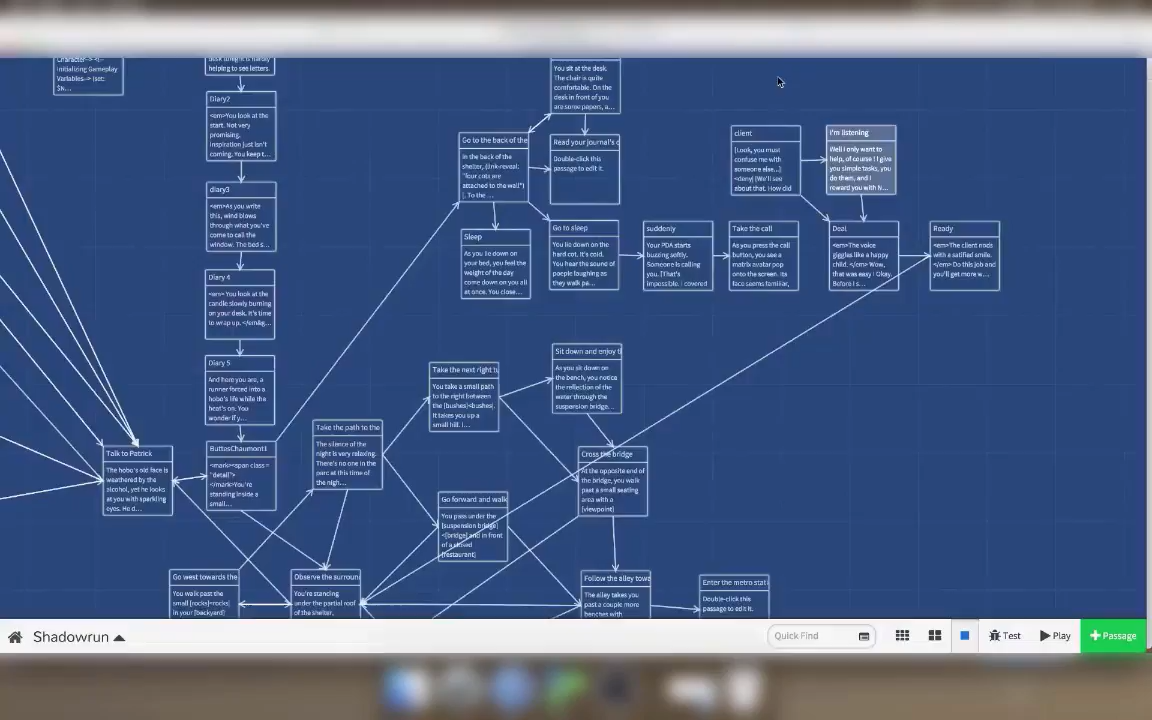 Character--> <!--
Initializing Gameplay
Variables--> (set:
helping to see letters.
You sit at the desk.
The chair is quite
comfortable. On the
desk in front of you
are some papers, a...
Diary2
<em>You look at the
start. Not very
promising.
Inspiration just isn't
coming. You keep t...
Go to the back of the
In the back of the
shelter, (link-reveal:
"four cots are
attached to the wall")
[. To the ...
Read your journal's c
Double-click this
passage to edit it.
client
[Look, you must
confuse me with
someone else...]
<deny| [We'll see
about that. How did
I'm listening
Well I only want to
help, of course ! I give
you simple tasks, you
do them, and I
reward you with N...
diary3
<em>As you write
this, wind blows
through what you've
come to call the
window. The bed s...
Sleep
As you lie down on
your bed, you feel the
weight of the day
come down on you all
at once. You close...
Go to sleep
You lie down on the
hard cot. It's cold.
You hear the sound of
people laughing as
they walk pa...
suddenly
Your PDA starts
buzzing softly.
Someone is calling
you. [That's
impossible. I covered
Take the call
As you press the call
button, you see a
matrix avatar pop
onto the screen. Its
face seems familiar,
Deal
<em>The voice
giggles like a happy
child. </em> Wow,
that was easy ! Okay.
Before I s...
Ready
<em>The client nods
with a satified smile.
</em> Do this job and
you'll get more w...
Diary 4
<em> You look at the
candle slowly burning
on your desk. It's time
to wrap up. </em>
Diary 5
And here you are, a
runner forced into a
hobo's life while the
heat's on. You
wonder if y...
Take the next right tu
You take a small path
to the right between
the [bushes]<bushes|.
It takes you up a
small hill. I...
Sit down and enjoy t
As you sit down on
the bench, you notice
the reflection of the
water through the
suspension bridge...
Talk to Patrick
The hobo's old face is
weathered by the
alcohol, yet he looks
at you with sparkling
eyes. He d...
ButtesChaumont1
<mark><span class =
"detail">
</mark>You're
standing inside a
small...
Take the path to the
The silence of the
night is very relaxing.
There's no one in the
parc at this time of
the nigh...
Cross the bridge
At the opposite end of
the bridge, you walk
past a small seating
area with a
[viewpoint]
Go forward and walk
You pass under the
[suspension bridge]
<|bridge] and in front
of a closed
[restaurant]
Go west towards the
You walk past the
small [rocks]<rocks|
in your [backyard]
Observe the surroun
You're standing
under the partial roof
of the shelter,
Follow the alley towa
The alley takes you
past a couple more
benches with
Enter the metro stati
Double-click this
passage to edit it.
Shadowrun
Quick Find
Test
Play
Passage